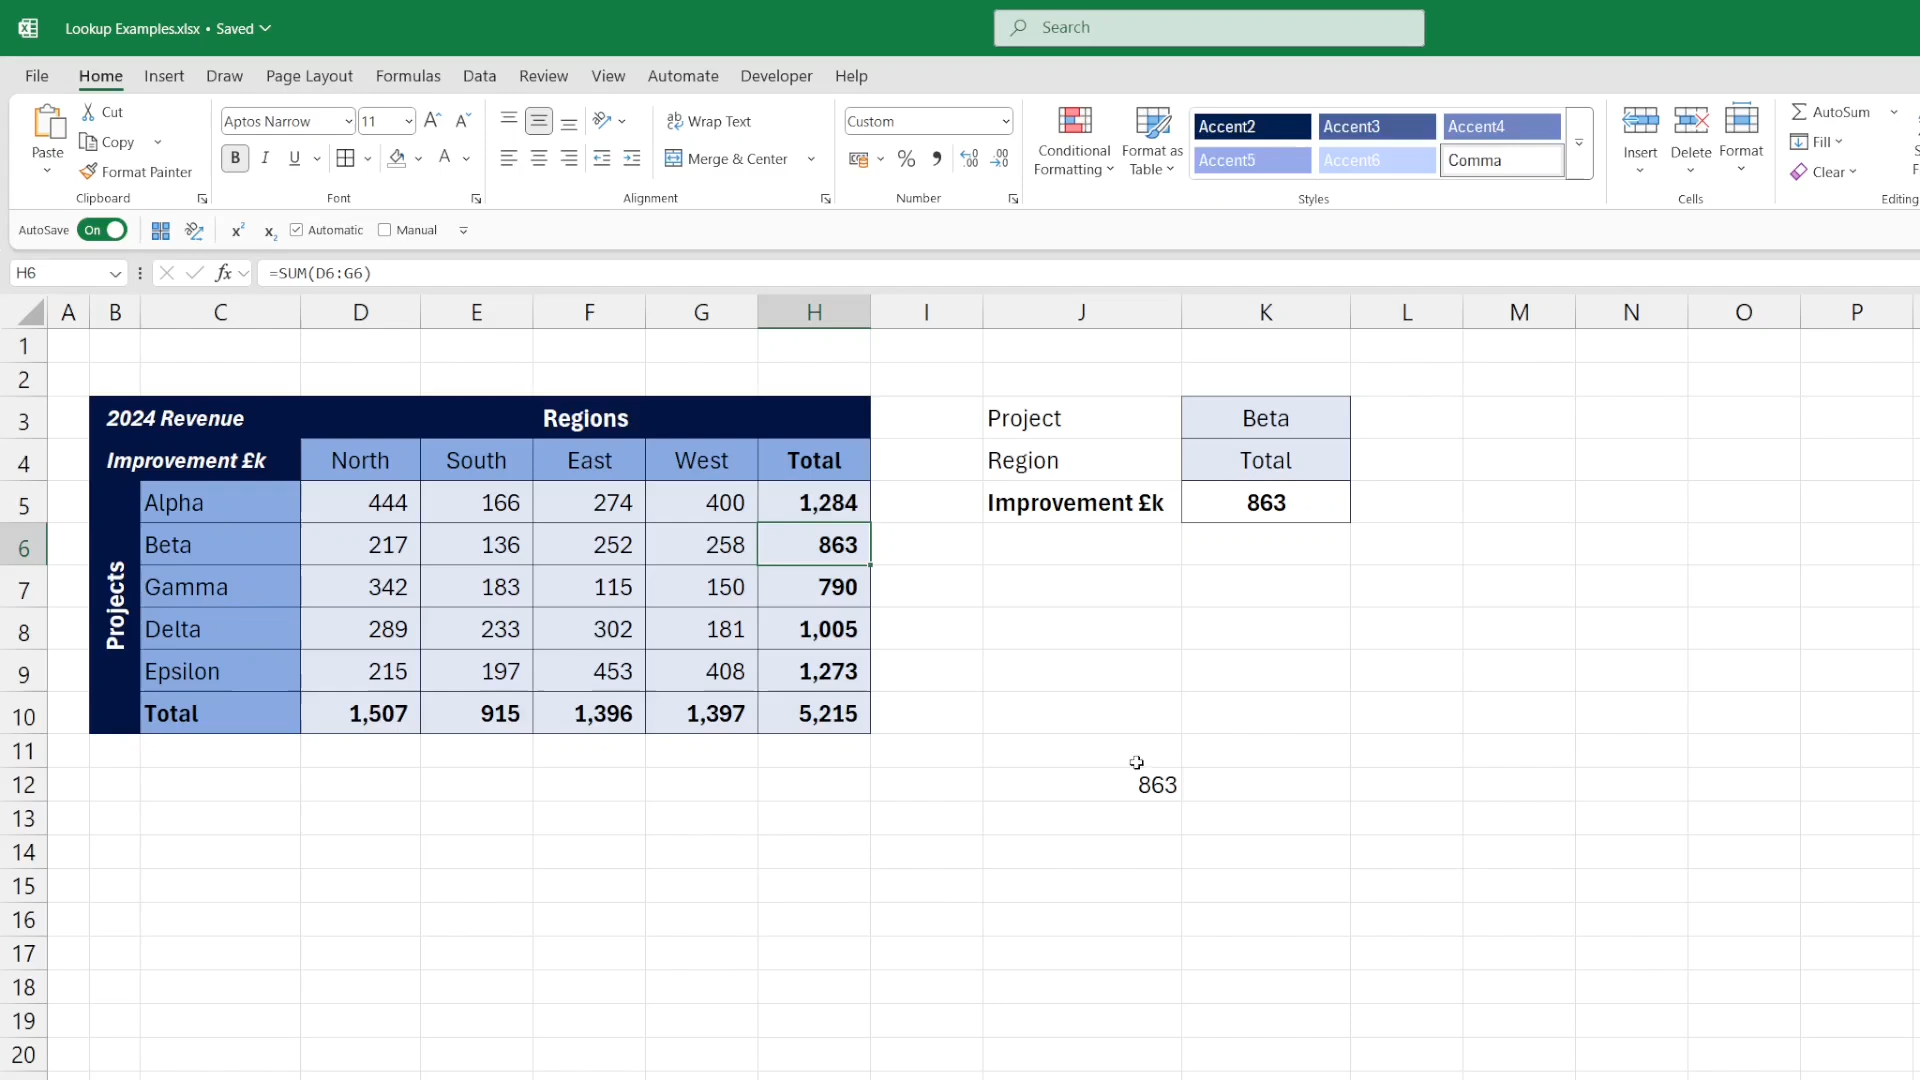 Lookup Examples.xlsx • Saved
Search
File Home Insert Draw Page Layout Formulas Data Review View Automate Developer Help
Paste
Cut
Copy
Format Painter
Clipboard
Aptos Narrow 11
B I U
Font
Wrap Text
Merge & Center
Alignment
Custom
Number
Conditional Formatting
Format as Table
Accent2 Accent3 Accent4
Accent5 Accent6 Comma
Styles
Insert Delete Format
Cells
AutoSum
Fill
Clear
Editing
AutoSave On x² x₂ Automatic Manual
H6 fx =SUM(D6:G6)
A B C D E F G H I J K L M N O P
1
2
3 2024 Revenue Regions Project Beta
4 Improvement £k North South East West Total Region Total
5 Alpha 444 166 274 400 1,284 Improvement £k 863
6 Beta 217 136 252 258 863
7 Gamma 342 183 115 150 790
8 Delta 289 233 302 181 1,005
9 Epsilon 215 197 453 408 1,273
10 Total 1,507 915 1,396 1,397 5,215
Projects
11
12 863
13
14
15
16
17
18
19
20